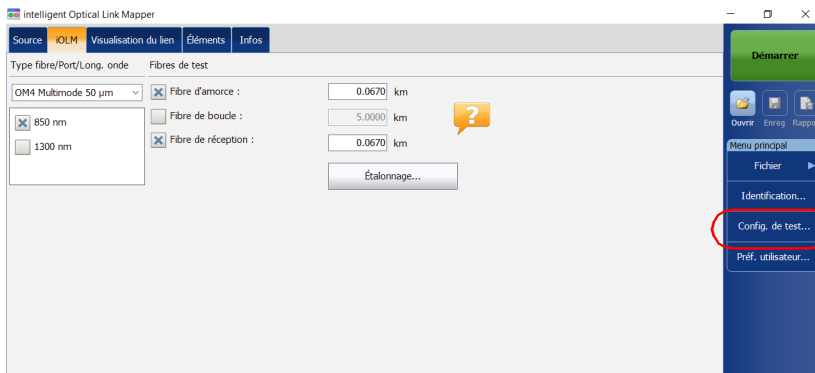 intelligent Optical Link Mapper
Source iOLM Visualisation du lien Éléments Infos
Démarrer
Type fibre/Port/Long. onde Fibres de test
OM4 Multimode 50 µm
Fibre d'amorce : 0.0670 km
850 nm
Fibre de boucle : 5.0000 km
1300 nm
Fibre de réception : 0.0670 km
?
Étalonnage...
Ouvrir Enreg Rappo
Menu principal
Fichier
Identification...
Config. de test...
Préf. utilisateur...